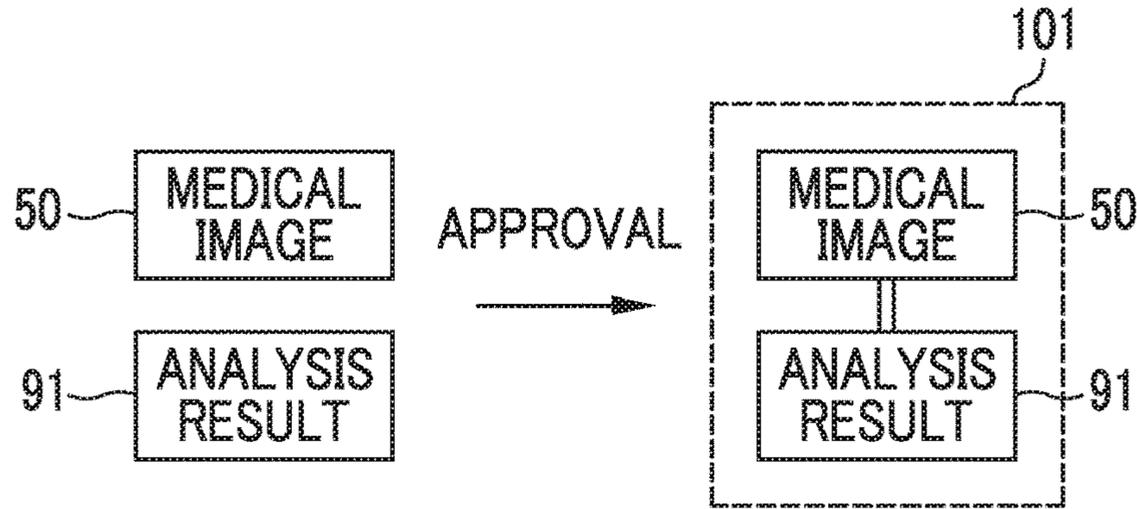 101
50
MEDICAL
IMAGE
APPROVAL
MEDICAL
IMAGE
50
91
ANALYSIS
RESULT
ANALYSIS
RESULT
91